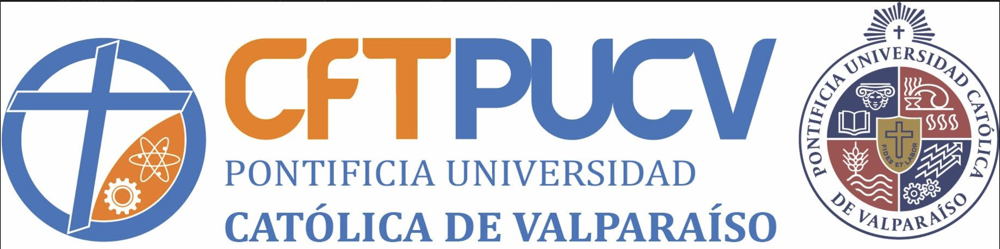 CFTPUCV
PONTIFICIA UNIVERSIDAD
CATÓLICA DE VALPARAÍSO
PONTIFICIA UNIVERSIDAD CATÓLICA
DE VALPARAÍSO
FIDES ET LABOR